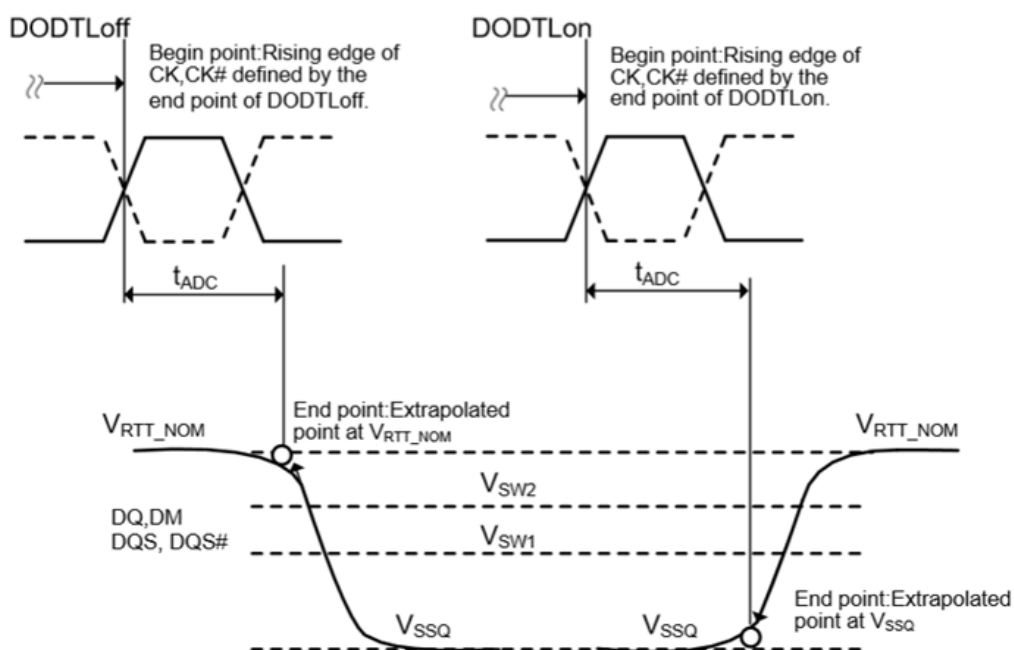 DODTLoff
Begin point:Rising edge of
CK,CK# defined by the
end point of DODTLoff.
DODTLon
Begin point:Rising edge of
CK,CK# defined by the
end point of DODTLon.
tADC
tADC
VRTT_NOM
End point:Extrapolated
point at VRTT_NOM
VRTT_NOM
VSW2
DQ,DM
DQS, DQS#
VSW1
VSSQ
VSSQ
End point:Extrapolated
point at VSSQ